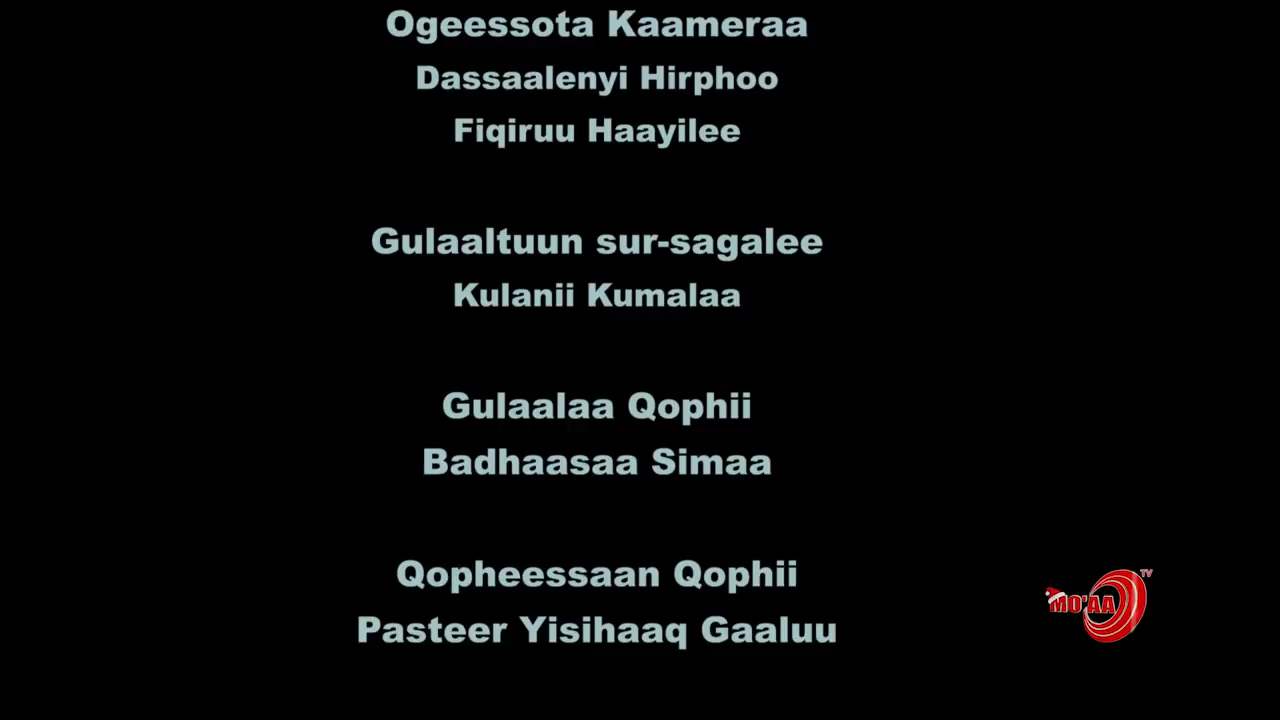 Ogeessota Kaameraa
Dassaalenyi Hirphoo
Fiqiruu Haayilee
Gulaaltuun sur-sagalee
Kulanii Kumalaa
Gulaalaa Qophii
Badhaasaa Simaa
Qopheessaan Qophii
Pasteer Yisihaaq Gaaluu
MO'AA TV